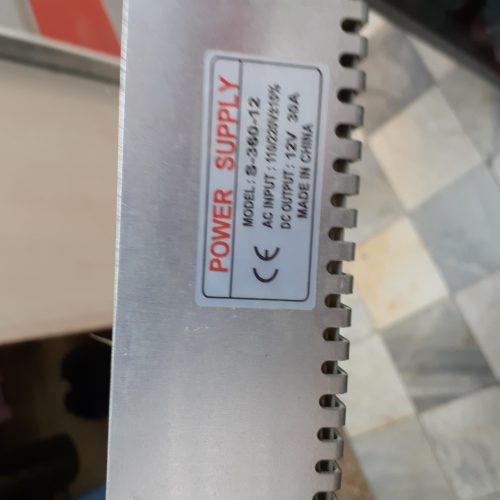 POWER SUPPLY
MODEL : S-360-12
AC INPUT : 110/220V±15%
DC OUTPUT : 12V 30A
MADE IN CHINA
CE